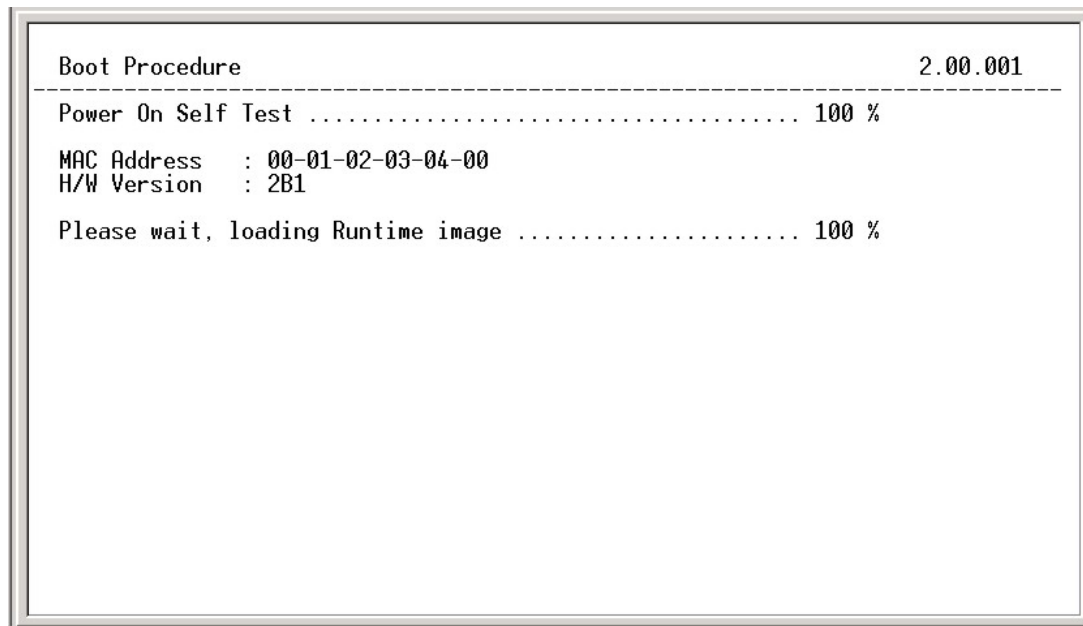 Boot Procedure 2.00.001
--------------------------------------------------------------------------------
Power On Self Test ...................................... 100 %
MAC Address : 00-01-02-03-04-00
H/W Version : 2B1
Please wait, loading Runtime image ...................... 100 %